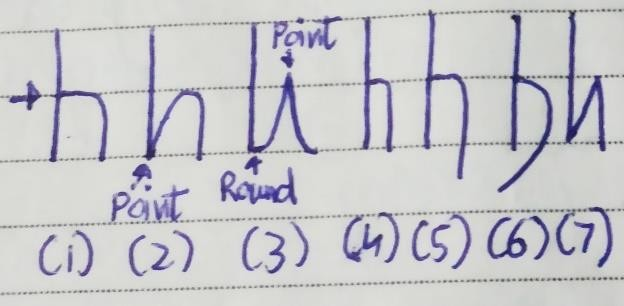 Point
h h h h h h h
Point Round
(1) (2) (3) (4) (5) (6) (7)